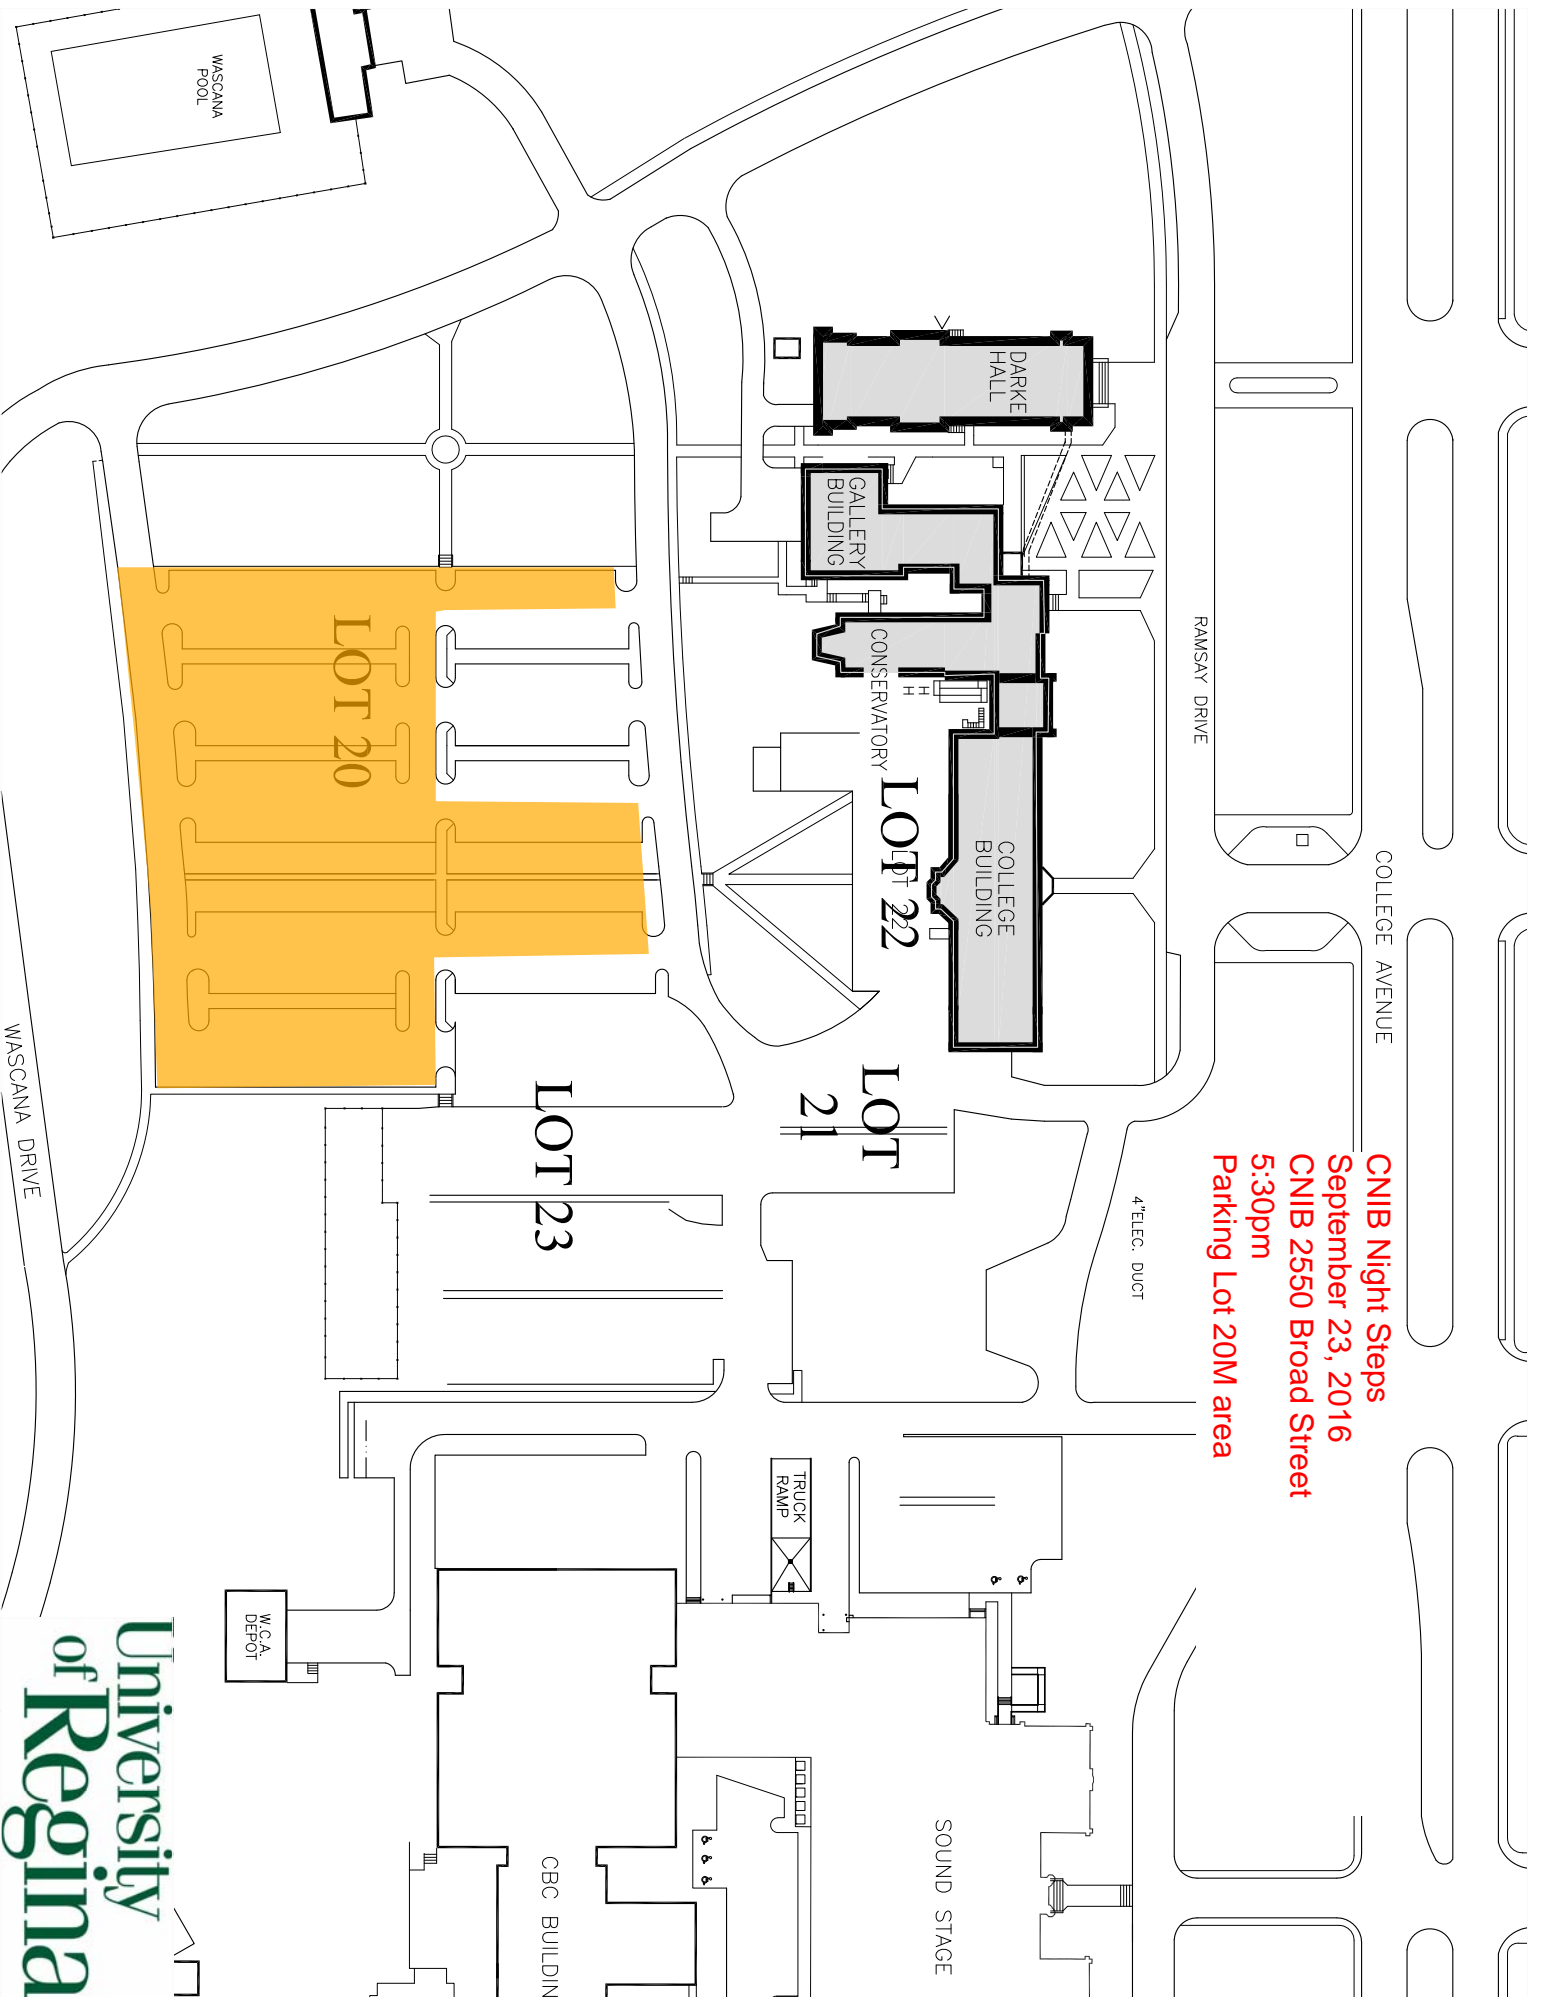 CNIB Night Steps
September 23, 2016
CNIB 2550 Broad Street
5:30pm
Parking Lot 20M area
COLLEGE AVENUE
RAMSAY DRIVE
4"ELEC. DUCT
DARKE
HALL
GALLERY
BUILDING
CONSERVATORY
H
H
COLLEGE
BUILDING
LOT 22
LOT 22
LOT
21
LOT 23
LOT 20
WASCANA
POOL
WASCANA DRIVE
TRUCK
RAMP
W.C.A.
DEPOT
SOUND STAGE
CBC BUILDIN
University
of Regina